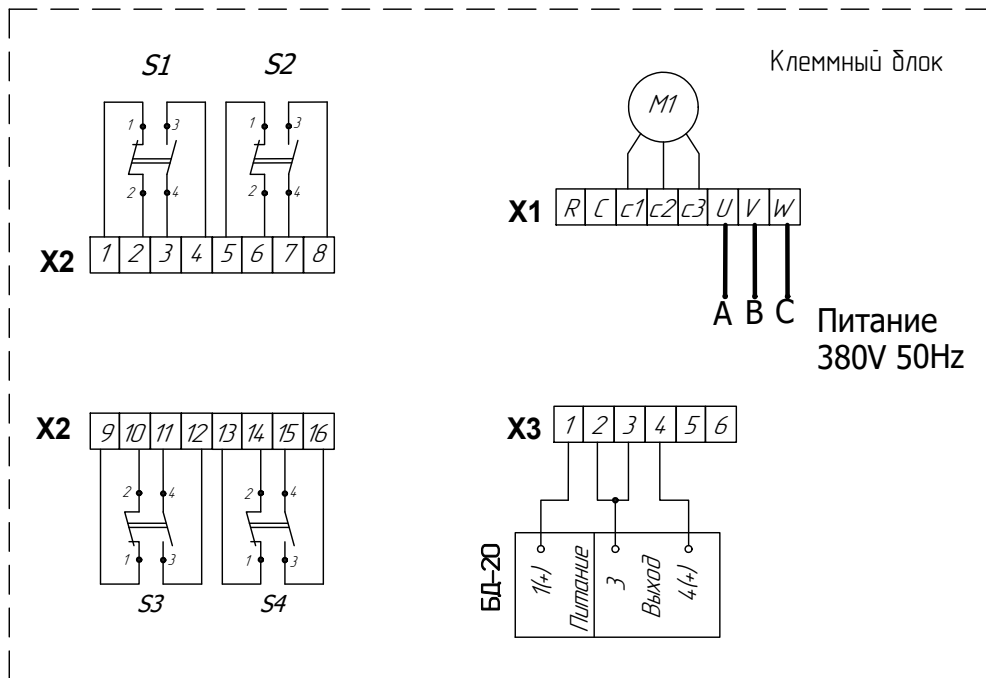 S1 S2
Клеммный блок
M1
1 3 1 3
2 4 2 4
X1 R C c1 c2 c3 U V W
X2 1 2 3 4 5 6 7 8
A B C
Питание
380V 50Hz
X2 9 10 11 12 13 14 15 16
X3 1 2 3 4 5 6
2 4 2 4
1 3 1 3
S3 S4
БД-20
1(+)
Питание
3
Выход
4(+)